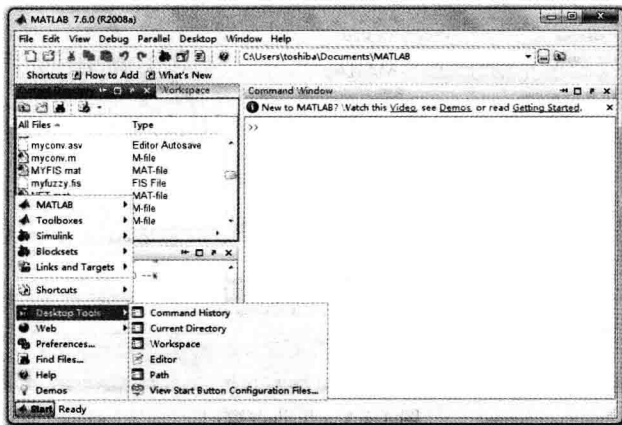 MATLAB 7.6.0 (R2008a)
File Edit View Debug Parallel Desktop Window Help
C:\Users\toshiba\Documents\MATLAB
Shortcuts How to Add What's New
Workspace
Command Window
New to MATLAB? Watch this Video, see Demos, or read Getting Started.
>>
All Files Type
myconv.asv Editor Autosave
myconv.m M-file
MYFIS mat MAT-file
myfuzzy.fis FIS File
MAT-file
M-file
M-file
MATLAB
Toolboxes
Simulink
Blocksets
Links and Targets
Shortcuts
Desktop Tools
Web
Preferences...
Find Files...
Help
Demos
Command History
Current Directory
Workspace
Editor
Path
View Start Button Configuration Files...
Start Ready